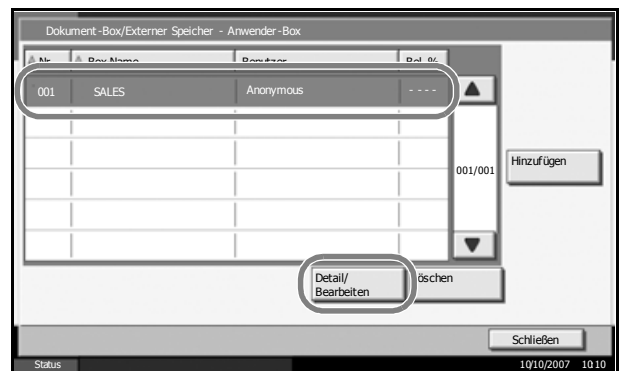 Dokument-Box/Externer Speicher - Anwender-Box
Nr. Box Name Benutzer Bel. %
001 SALES Anonymous - - - -
001/001
Hinzufügen
Detail/
Bearbeiten
öschen
Schließen
Status 10/10/2007 10:10